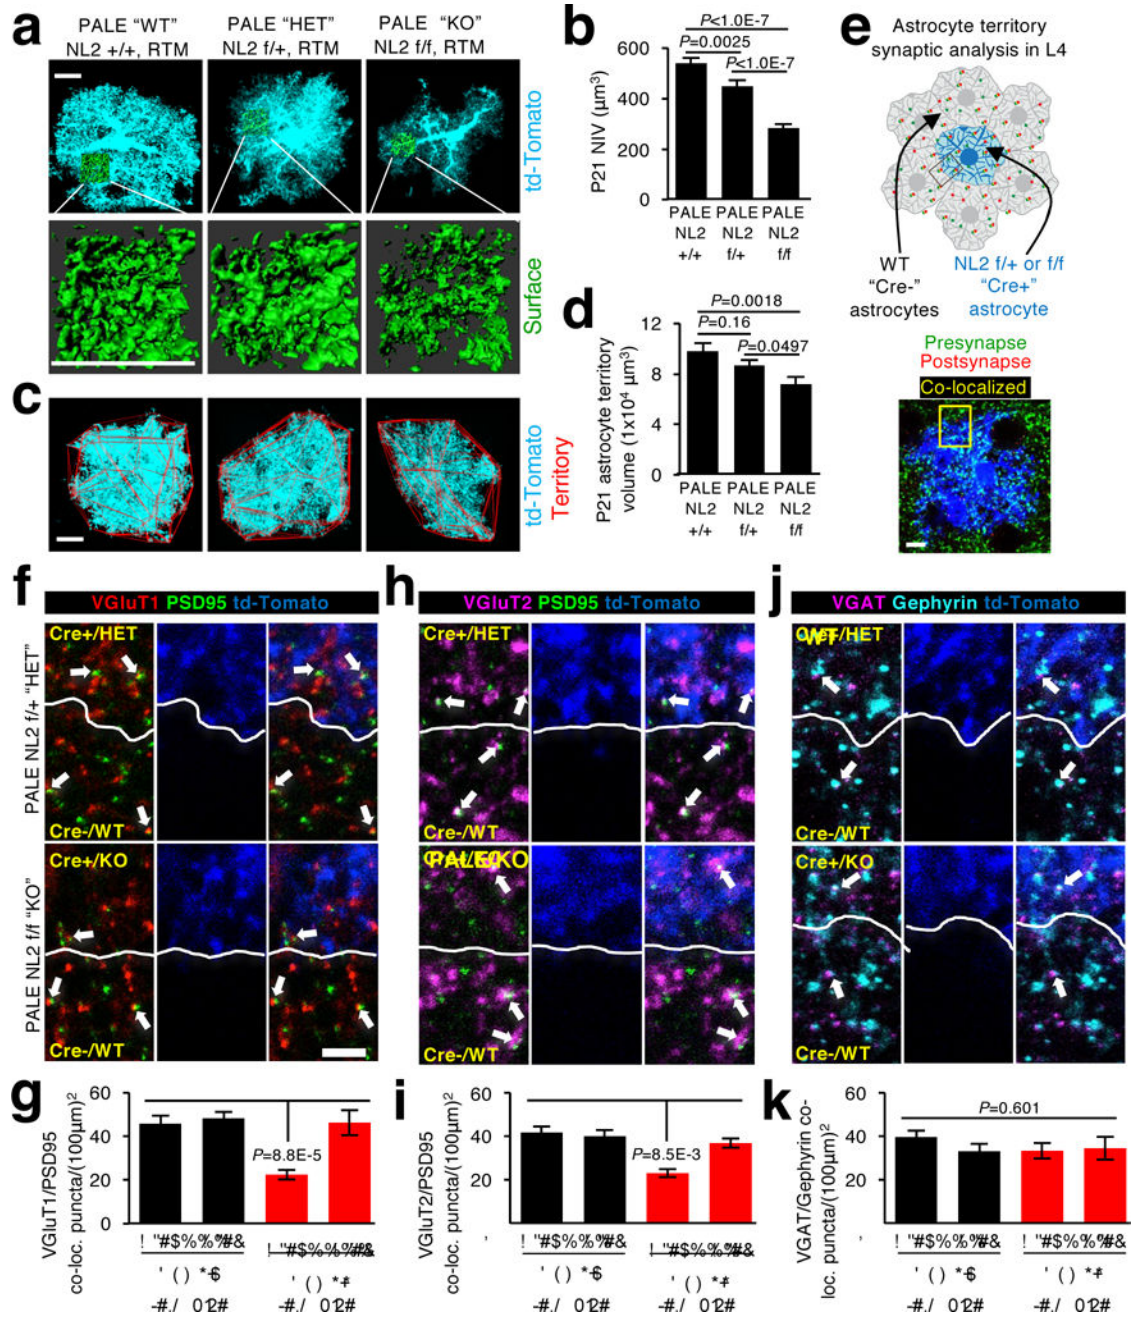 a
PALE “WT”
NL2 +/+, RTM
PALE “HET”
NL2 f/+, RTM
PALE “KO”
NL2 f/f, RTM
td-Tomato
Surface
b
P<1.0E-7
P=0.0025
P<1.0E-7
P21 NIV (µm³)
600
400
200
0
PALE PALE PALE
NL2 NL2 NL2
+/+ f/+ f/f
c
td-Tomato
Territory
d
P=0.0018
P=0.16
P=0.0497
P21 astrocyte territory
volume (1x10⁴ µm³)
12
8
4
0
PALE PALE PALE
NL2 NL2 NL2
+/+ f/+ f/f
e
Astrocyte territory
synaptic analysis in L4
WT
“Cre-”
astrocytes
NL2 f/+ or f/f
“Cre+”
astrocyte
Presynapse
Postsynapse
Co-localized
f
VGluT1 PSD95 td-Tomato
PALE NL2 f/+ “HET”
Cre+/HET
Cre-/WT
PALE NL2 f/f “KO”
Cre+/KO
Cre-/WT
h
VGluT2 PSD95 td-Tomato
Cre+/HET
Cre-/WT
PALE/KO
Cre-/WT
j
VGAT Gephyrin td-Tomato
Cre+/HET
WT
Cre-/WT
Cre+/KO
Cre-/WT
g
VGluT1/PSD95
co-loc. puncta/(100µm)²
60
40
20
0
P=8.8E-5
i
VGluT2/PSD95
co-loc. puncta/(100µm)²
60
40
20
P=8.5E-3
k
VGAT/Gephyrin co-
loc. puncta/(100µm)²
60
40
20
P=0.601